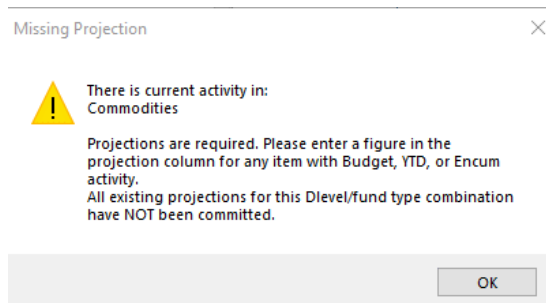 Missing Projection
There is current activity in:
Commodities
Projections are required. Please enter a figure in the
projection column for any item with Budget, YTD, or Encum
activity.
All existing projections for this Dlevel/fund type combination
have NOT been committed.
OK